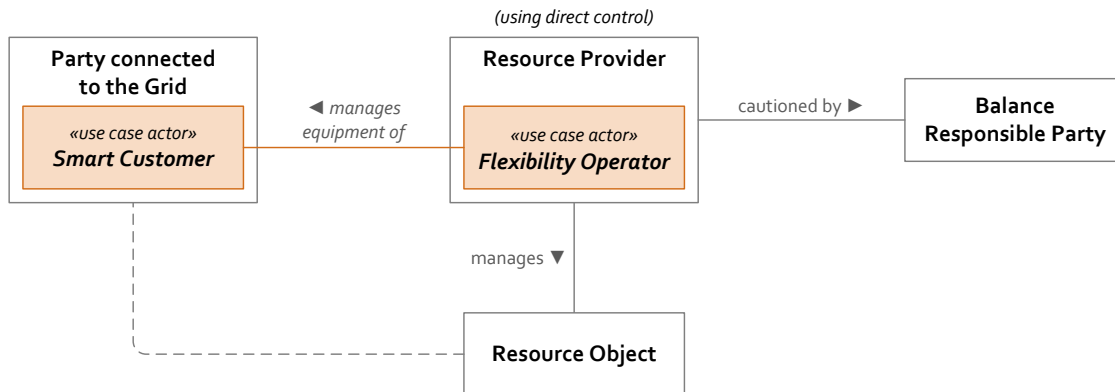 (using direct control)
Party connected
to the Grid
«use case actor»
Smart Customer
◄ manages
equipment of
Resource Provider
«use case actor»
Flexibility Operator
cautioned by ►
Balance
Responsible Party
manages ▼
Resource Object